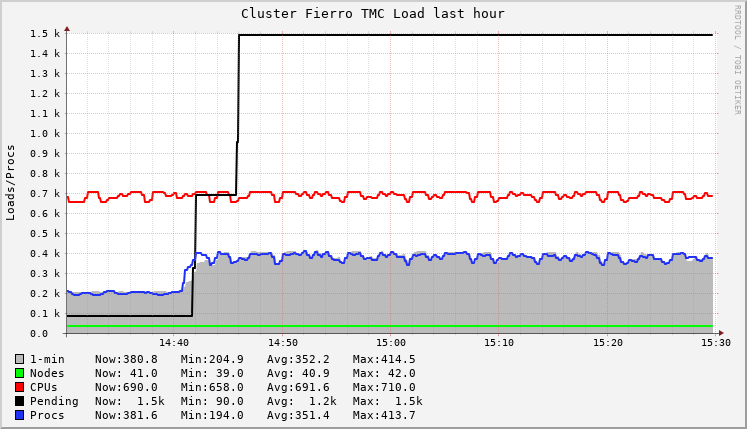 Cluster Fierro TMC Load last hour
RRDTOOL / TOBI OETIKER
Loads/Procs
1.5 k
1.4 k
1.3 k
1.2 k
1.1 k
1.0 k
0.9 k
0.8 k
0.7 k
0.6 k
0.5 k
0.4 k
0.3 k
0.2 k
0.1 k
0.0
14:40 14:50 15:00 15:10 15:20 15:30
1-min Now:380.8 Min:204.9 Avg:352.2 Max:414.5
Nodes Now: 41.0 Min: 39.0 Avg: 40.9 Max: 42.0
CPUs Now:690.0 Min:658.0 Avg:691.6 Max:710.0
Pending Now: 1.5k Min: 90.0 Avg: 1.2k Max: 1.5k
Procs Now:381.6 Min:194.0 Avg:351.4 Max:413.7